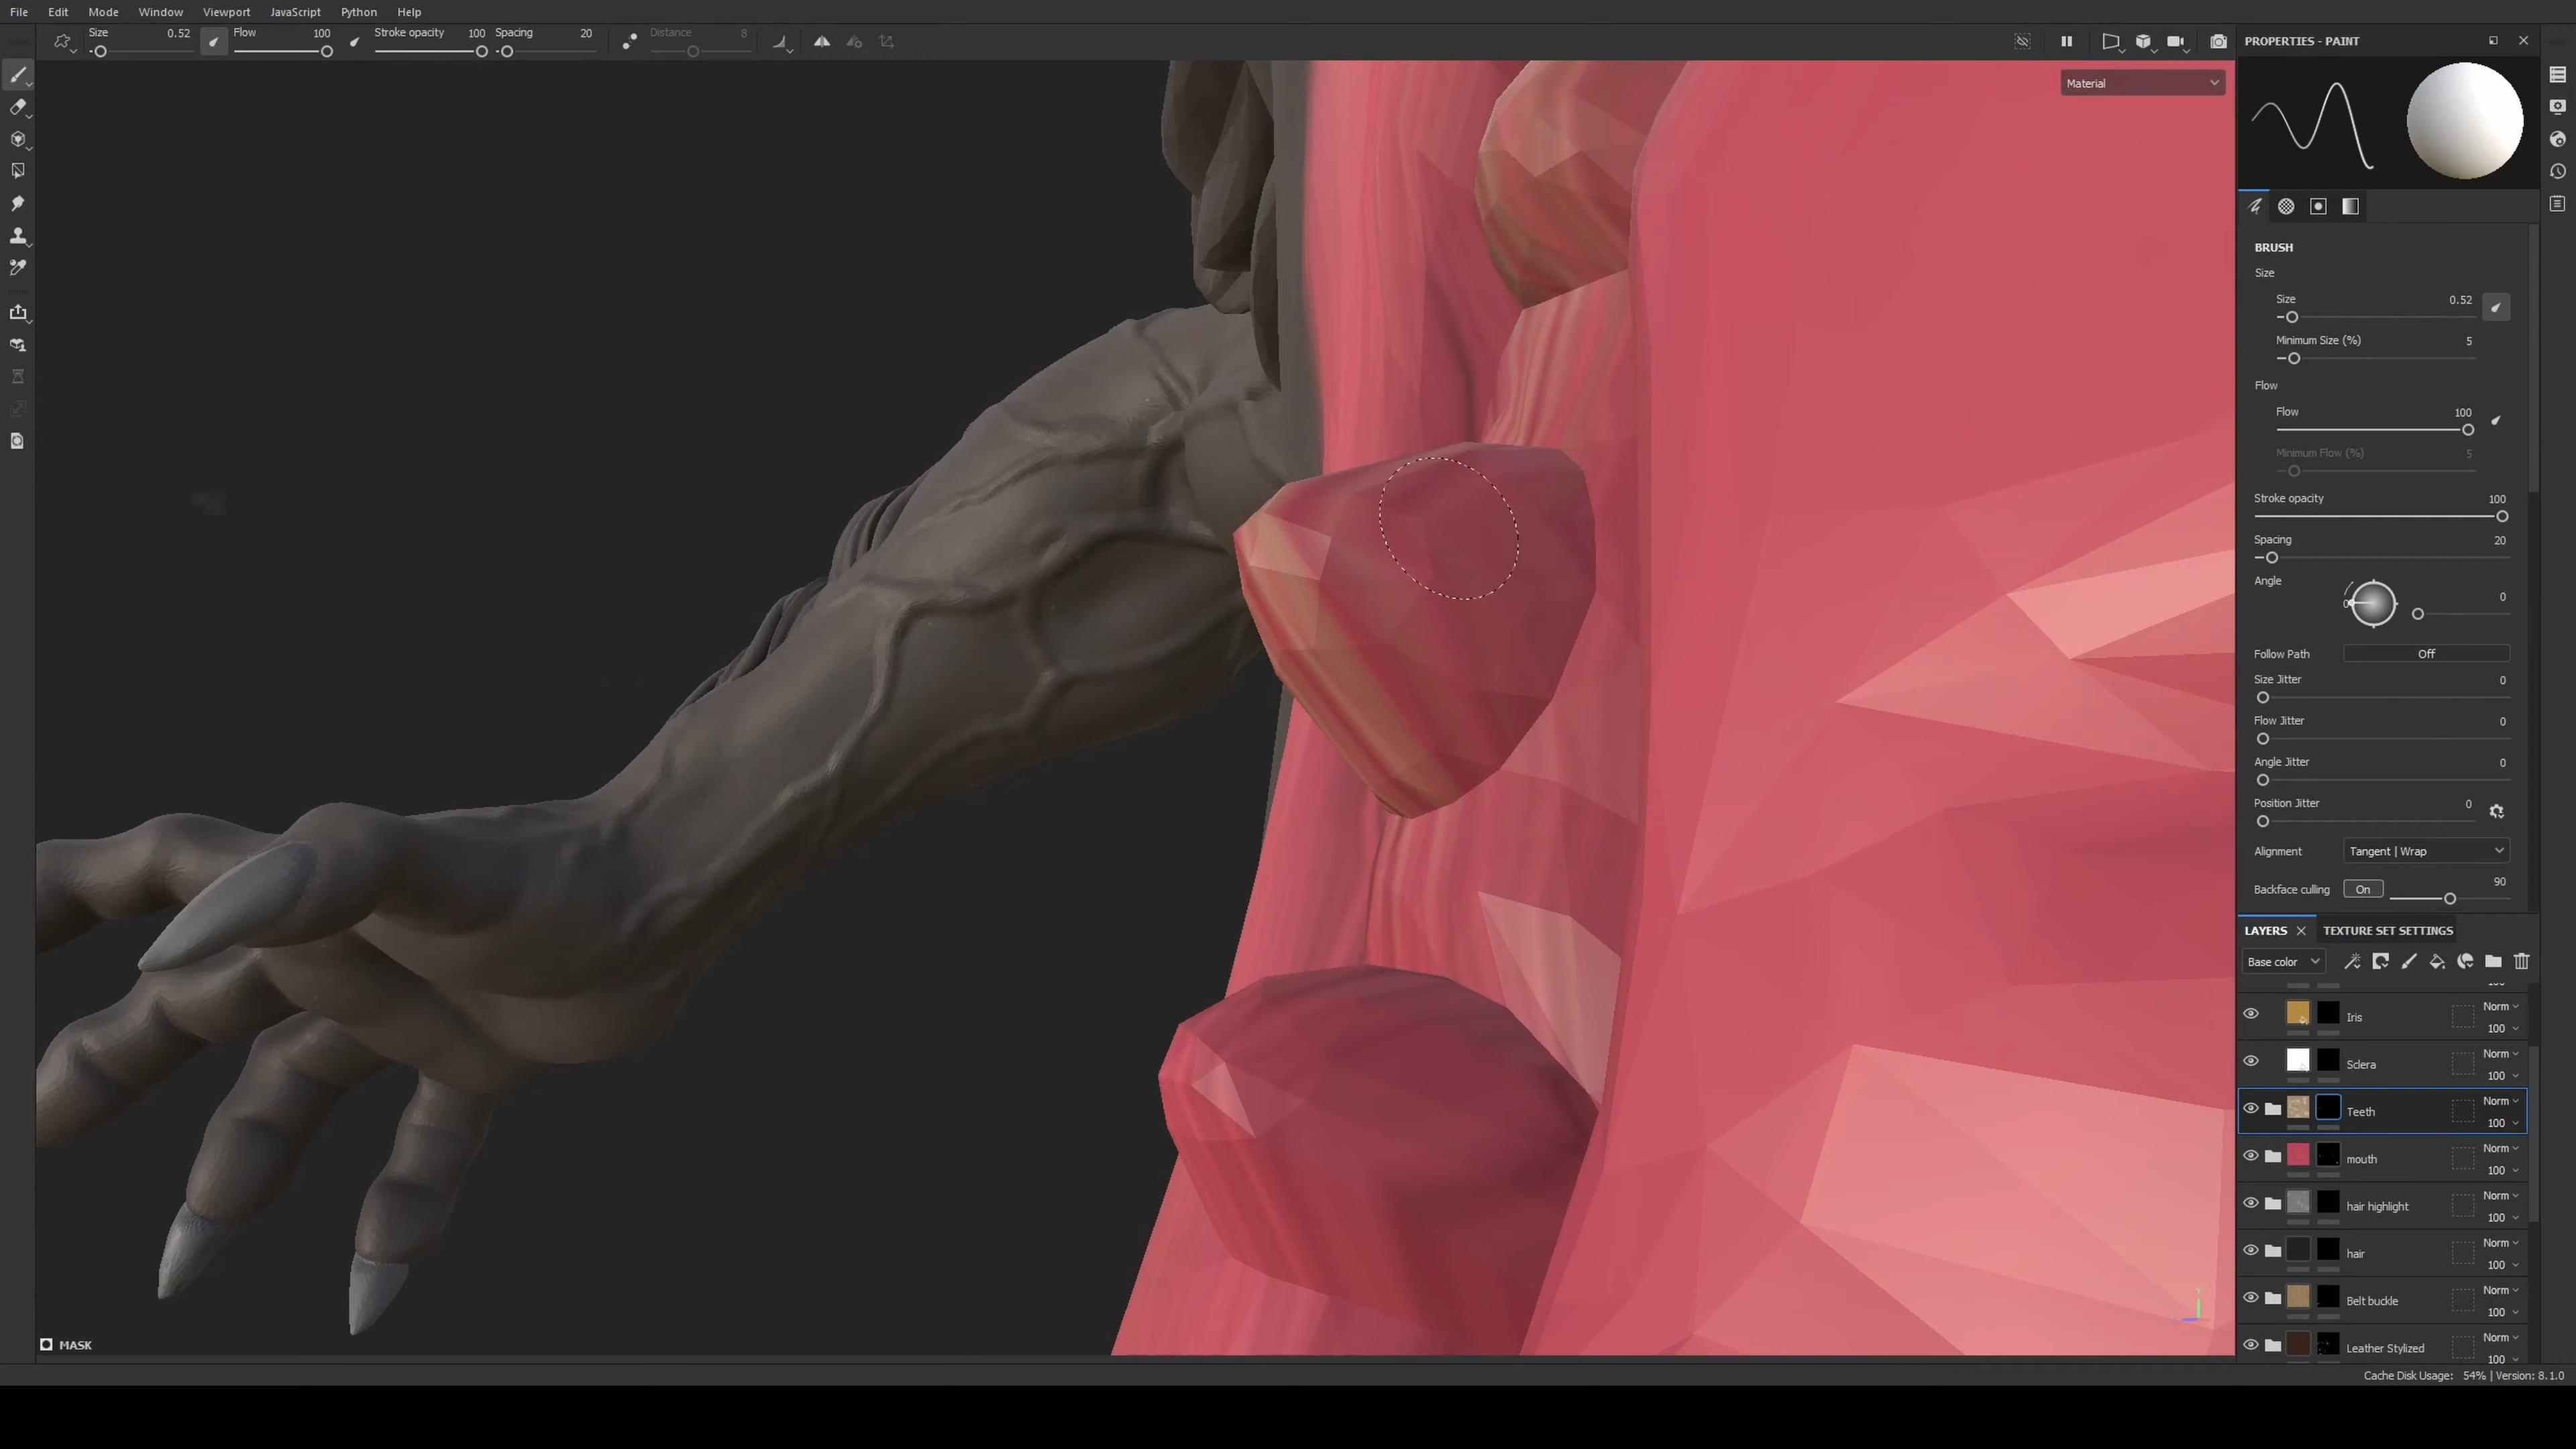 File Edit Mode Window Viewport JavaScript Python Help
Size 0.52 Flow 100 Stroke opacity 100 Spacing 20 Distance 8
PROPERTIES - PAINT
Material
BRUSH
Size
Size 0.52
Minimum Size (%) 5
Flow
Flow 100
Minimum Flow (%) 5
Stroke opacity 100
Spacing 20
Angle 0 0
Follow Path Off
Size Jitter 0
Flow Jitter 0
Angle Jitter 0
Position Jitter 0
Alignment Tangent | Wrap
Backface culling On 90
LAYERS TEXTURE SET SETTINGS
Base color
Iris Norm
100
Sclera Norm
100
Teeth Norm
100
mouth Norm
100
hair highlight Norm
100
hair Norm
100
Belt buckle Norm
100
Leather Stylized Norm
100
Y
MASK
Cache Disk Usage: 54% | Version: 8.1.0